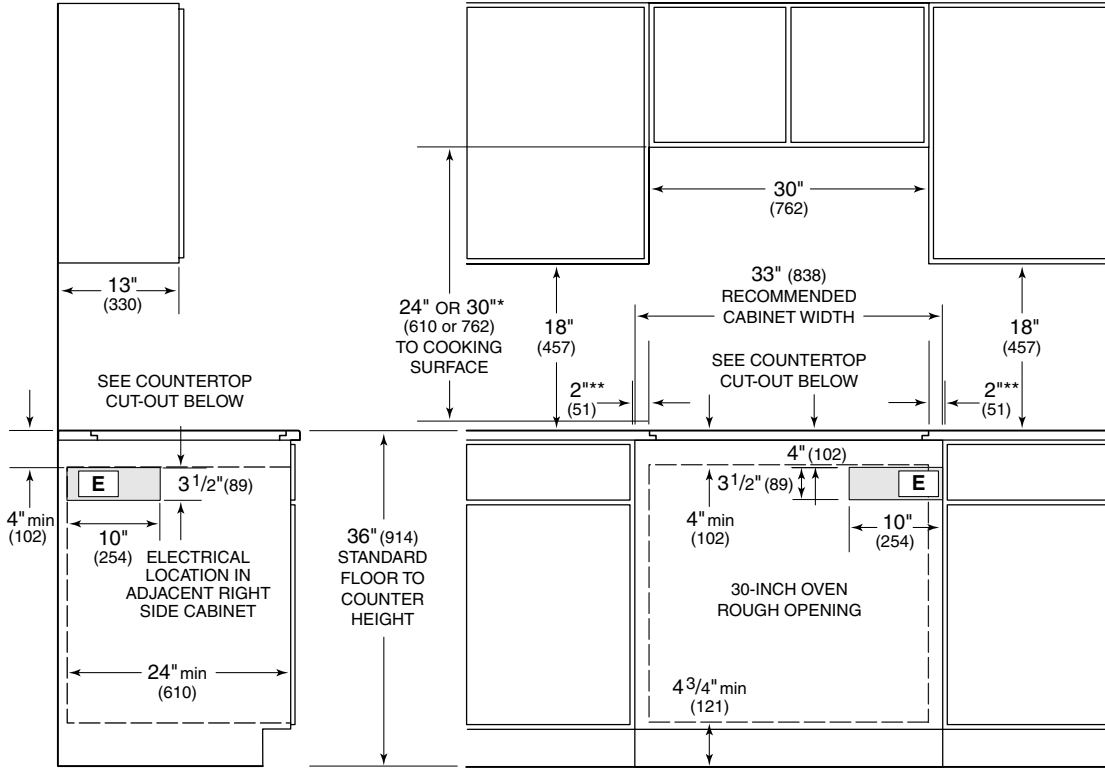 13"
(330)
SEE COUNTERTOP
CUT-OUT BELOW
E
3 1/2" (89)
4" min
(102)
10"
(254)
ELECTRICAL
LOCATION IN
ADJACENT RIGHT
SIDE CABINET
24" min
(610)
36" (914)
STANDARD
FLOOR TO
COUNTER
HEIGHT
30"
(762)
24" OR 30"*
(610 or 762)
TO COOKING
SURFACE
18"
(457)
33" (838)
RECOMMENDED
CABINET WIDTH
18"
(457)
SEE COUNTERTOP
CUT-OUT BELOW
2"**
(51)
2"**
(51)
4" (102)
3 1/2" (89)
E
4" min
(102)
10"
(254)
30-INCH OVEN
ROUGH OPENING
4 3/4" min
(121)